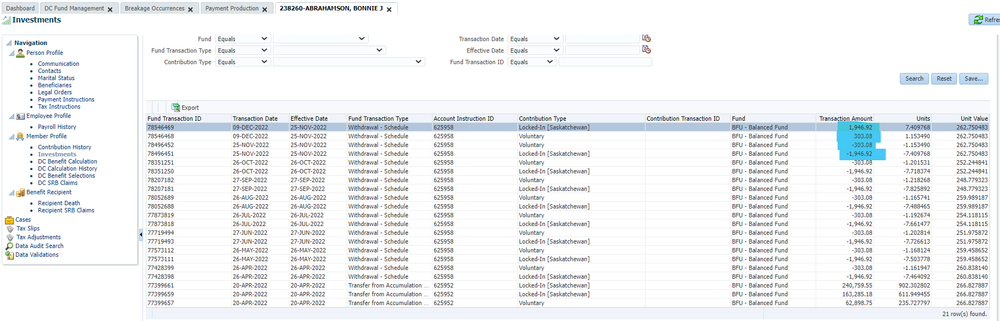 Dashboard DC Fund Management Breakage Occurrences Payment Production 238260-ABRAHAMSON, BONNIE J
Investments
Refres
Navigation
Person Profile
Communication
Contacts
Marital Status
Beneficiaries
Legal Orders
Payment Instructions
Tax Instructions
Employee Profile
Payroll History
Member Profile
Contribution History
Investments
DC Benefit Calculation
DC Calculation History
DC Benefit Selections
DC SRB Claims
Benefit Recipient
Recipient Death
Recipient SRB Claims
Cases
Tax Slips
Tax Adjustments
Data Audit Search
Data Validations
Fund Equals Transaction Date Equals
Fund Transaction Type Equals Effective Date Equals
Contribution Type Equals Fund Transaction ID Equals
Search Reset Save...
Export
Fund Transaction ID Transaction Date Effective Date Fund Transaction Type Account Instruction ID Contribution Type Contribution Transaction ID Fund Transaction Amount Units Unit Value
78546469 09-DEC-2022 25-NOV-2022 Withdrawal - Schedule 625958 Locked-In [Saskatchewan] BFU - Balanced Fund 1,946.92 7.409768 262.750483
78546468 09-DEC-2022 25-NOV-2022 Withdrawal - Schedule 625958 Voluntary BFU - Balanced Fund 303.08 1.153490 262.750483
78496452 25-NOV-2022 25-NOV-2022 Withdrawal - Schedule 625958 Voluntary BFU - Balanced Fund -303.08 -1.153490 262.750483
78496451 25-NOV-2022 25-NOV-2022 Withdrawal - Schedule 625958 Locked-In [Saskatchewan] BFU - Balanced Fund -1,946.92 -7.409768 262.750483
78351251 26-OCT-2022 26-OCT-2022 Withdrawal - Schedule 625958 Voluntary BFU - Balanced Fund -303.08 -1.201531 252.244841
78351250 26-OCT-2022 26-OCT-2022 Withdrawal - Schedule 625958 Locked-In [Saskatchewan] BFU - Balanced Fund -1,946.92 -7.718374 252.244841
78207182 27-SEP-2022 27-SEP-2022 Withdrawal - Schedule 625958 Voluntary BFU - Balanced Fund -303.08 -1.218268 248.779323
78207181 27-SEP-2022 27-SEP-2022 Withdrawal - Schedule 625958 Locked-In [Saskatchewan] BFU - Balanced Fund -1,946.92 -7.825892 248.779323
78052689 26-AUG-2022 26-AUG-2022 Withdrawal - Schedule 625958 Voluntary BFU - Balanced Fund -303.08 -1.165741 259.989187
78052688 26-AUG-2022 26-AUG-2022 Withdrawal - Schedule 625958 Locked-In [Saskatchewan] BFU - Balanced Fund -1,946.92 -7.488465 259.989187
77873819 26-JUL-2022 26-JUL-2022 Withdrawal - Schedule 625958 Voluntary BFU - Balanced Fund -303.08 -1.192674 254.118115
77873818 26-JUL-2022 26-JUL-2022 Withdrawal - Schedule 625958 Locked-In [Saskatchewan] BFU - Balanced Fund -1,946.92 -7.661477 254.118115
77719494 27-JUN-2022 27-JUN-2022 Withdrawal - Schedule 625958 Voluntary BFU - Balanced Fund -303.08 -1.202814 251.975872
77719493 27-JUN-2022 27-JUN-2022 Withdrawal - Schedule 625958 Locked-In [Saskatchewan] BFU - Balanced Fund -1,946.92 -7.726613 251.975872
77573112 26-MAY-2022 26-MAY-2022 Withdrawal - Schedule 625958 Voluntary BFU - Balanced Fund -303.08 -1.168124 259.458652
77573111 26-MAY-2022 26-MAY-2022 Withdrawal - Schedule 625958 Locked-In [Saskatchewan] BFU - Balanced Fund -1,946.92 -7.503778 259.458652
77428399 26-APR-2022 26-APR-2022 Withdrawal - Schedule 625958 Voluntary BFU - Balanced Fund -303.08 -1.161947 260.838140
77428398 26-APR-2022 26-APR-2022 Withdrawal - Schedule 625958 Locked-In [Saskatchewan] BFU - Balanced Fund -1,946.92 -7.464092 260.838140
77399661 20-APR-2022 20-APR-2022 Transfer from Accumulation ... 625952 Locked-In [Saskatchewan] BFU - Balanced Fund 240,759.55 902.302802 266.827887
77399659 20-APR-2022 20-APR-2022 Transfer from Accumulation ... 625952 Locked-In [Saskatchewan] BFU - Balanced Fund 163,285.18 611.949455 266.827887
77399657 20-APR-2022 20-APR-2022 Transfer from Accumulation ... 625952 Voluntary BFU - Balanced Fund 62,898.75 235.727797 266.827887
21 row(s) found.